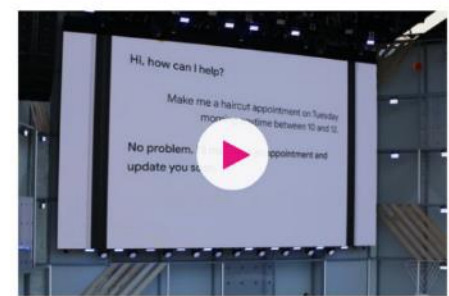 Hi, how can I help?
Make me a haircut appointment on Tuesday
anytime between 10 and 12.
No problem. appointment and
update you